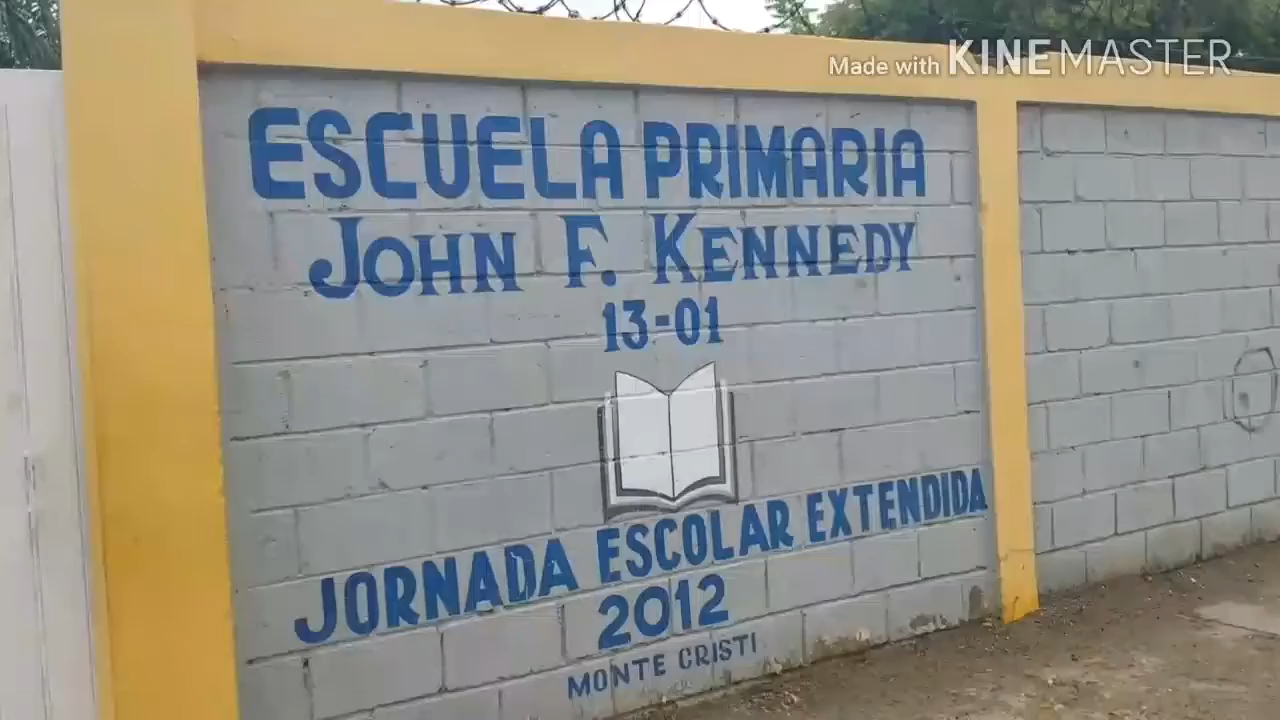 Made with KINEMASTER
ESCUELA PRIMARIA
JOHN F. KENNEDY
13-01
JORNADA ESCOLAR EXTENDIDA
2012
MONTE CRISTI